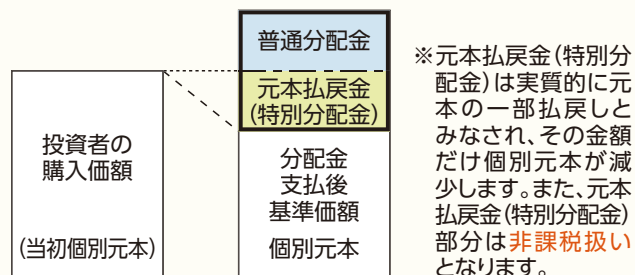 投資者の
購入価額
(当初個別元本)
普通分配金
元本払戻金
(特別分配金)
分配金
支払後
基準価額
個別元本
※元本払戻金(特別分
配金)は実質的に元
本の一部払戻しと
みなされ、その金額
だけ個別元本が減
少します。また、元本
払戻金(特別分配金)
部分は非課税扱い
となります。